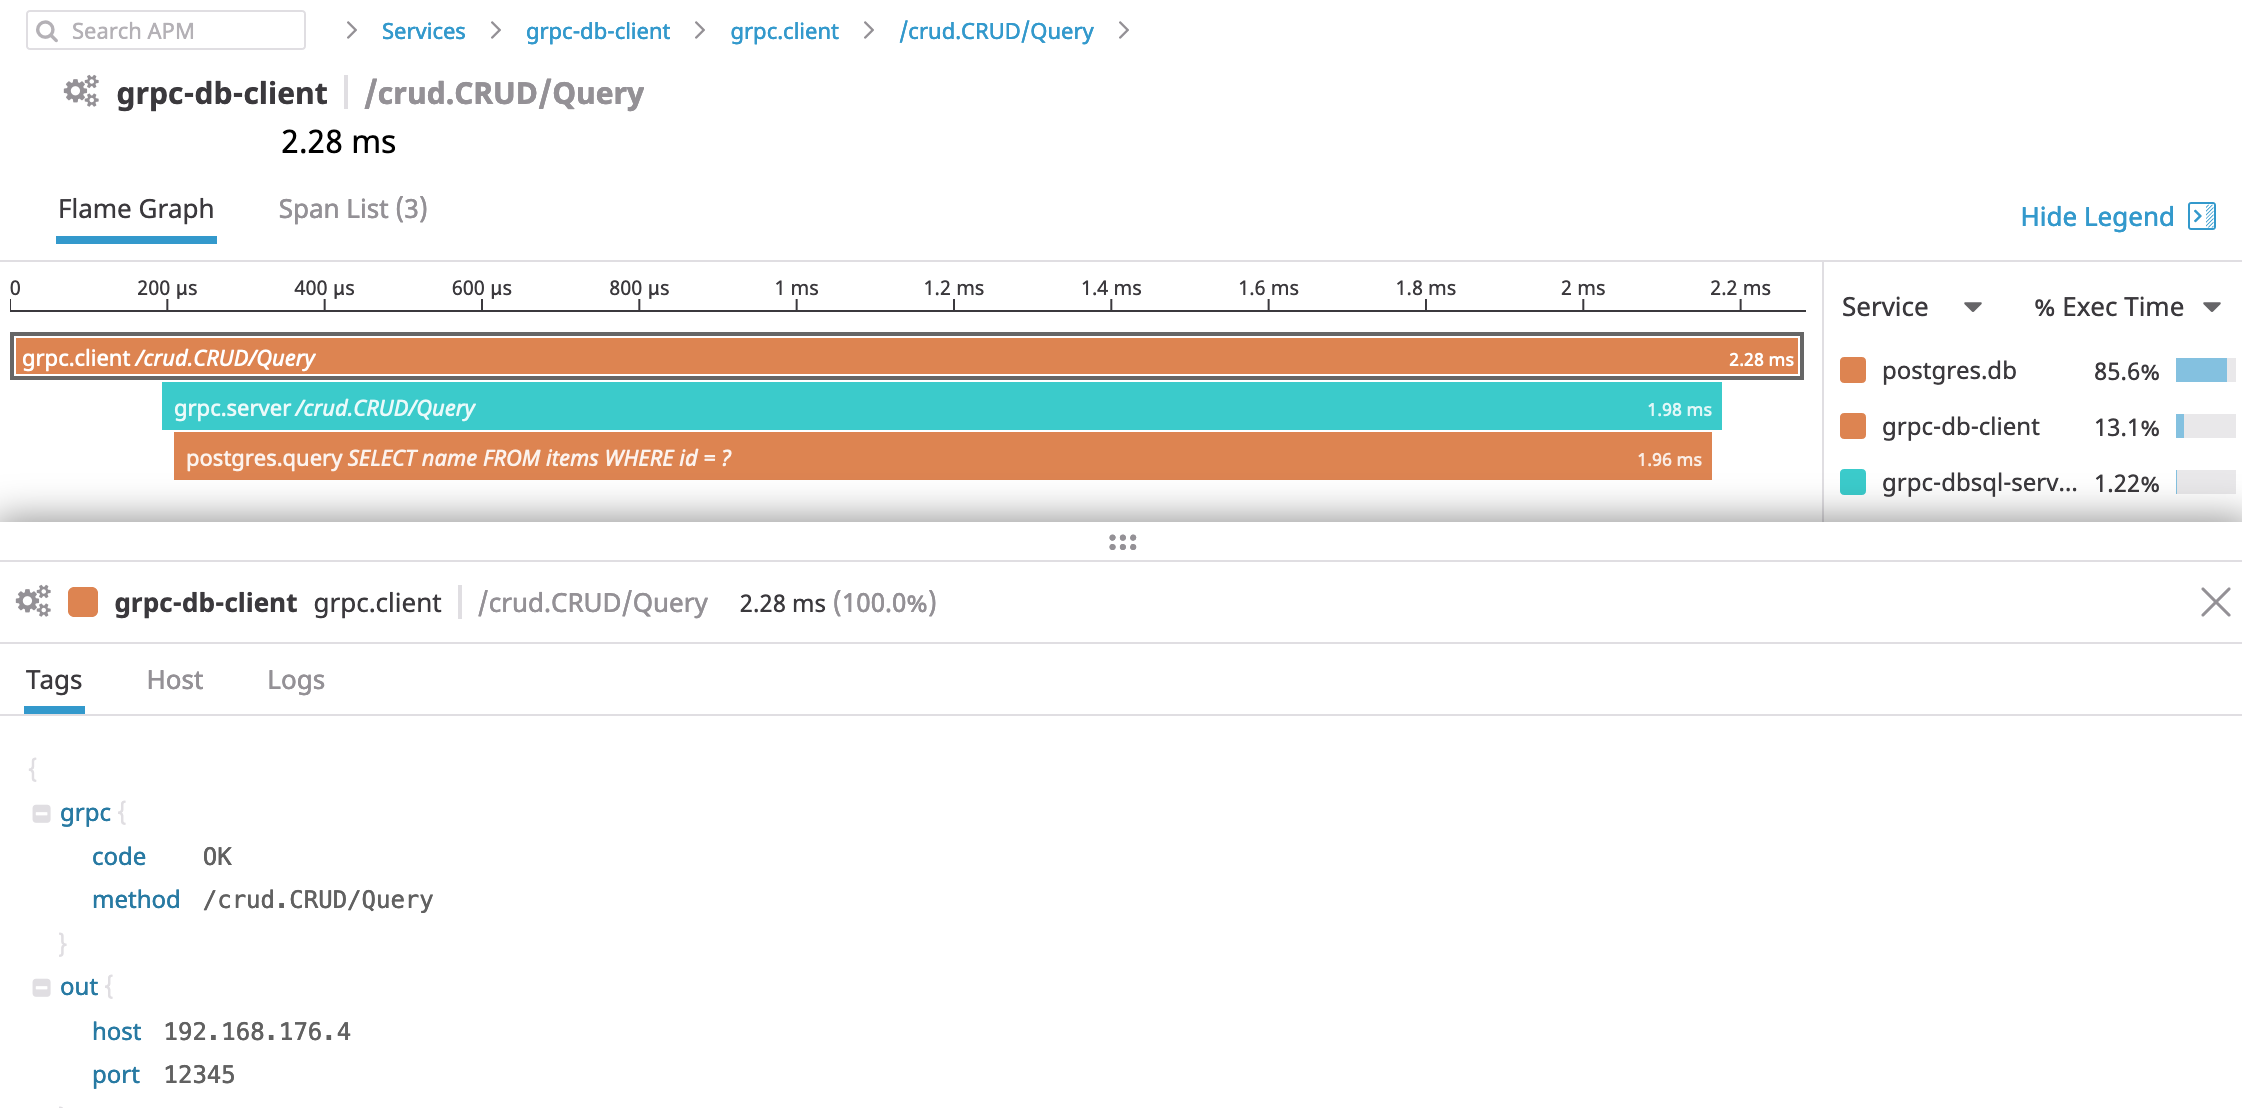 Search APM > Services > grpc-db-client > grpc.client > /crud.CRUD/Query >
grpc-db-client | /crud.CRUD/Query
2.28 ms
Flame Graph Span List (3)
Hide Legend
0 200 µs 400 µs 600 µs 800 µs 1 ms 1.2 ms 1.4 ms 1.6 ms 1.8 ms 2 ms 2.2 ms
grpc.client /crud.CRUD/Query 2.28 ms
grpc.server /crud.CRUD/Query 1.98 ms
postgres.query SELECT name FROM items WHERE id = ? 1.96 ms
Service % Exec Time
postgres.db 85.6%
grpc-db-client 13.1%
grpc-dbsql-serv... 1.22%
grpc-db-client grpc.client | /crud.CRUD/Query 2.28 ms (100.0%)
Tags Host Logs
{
grpc {
code OK
method /crud.CRUD/Query
}
out {
host 192.168.176.4
port 12345